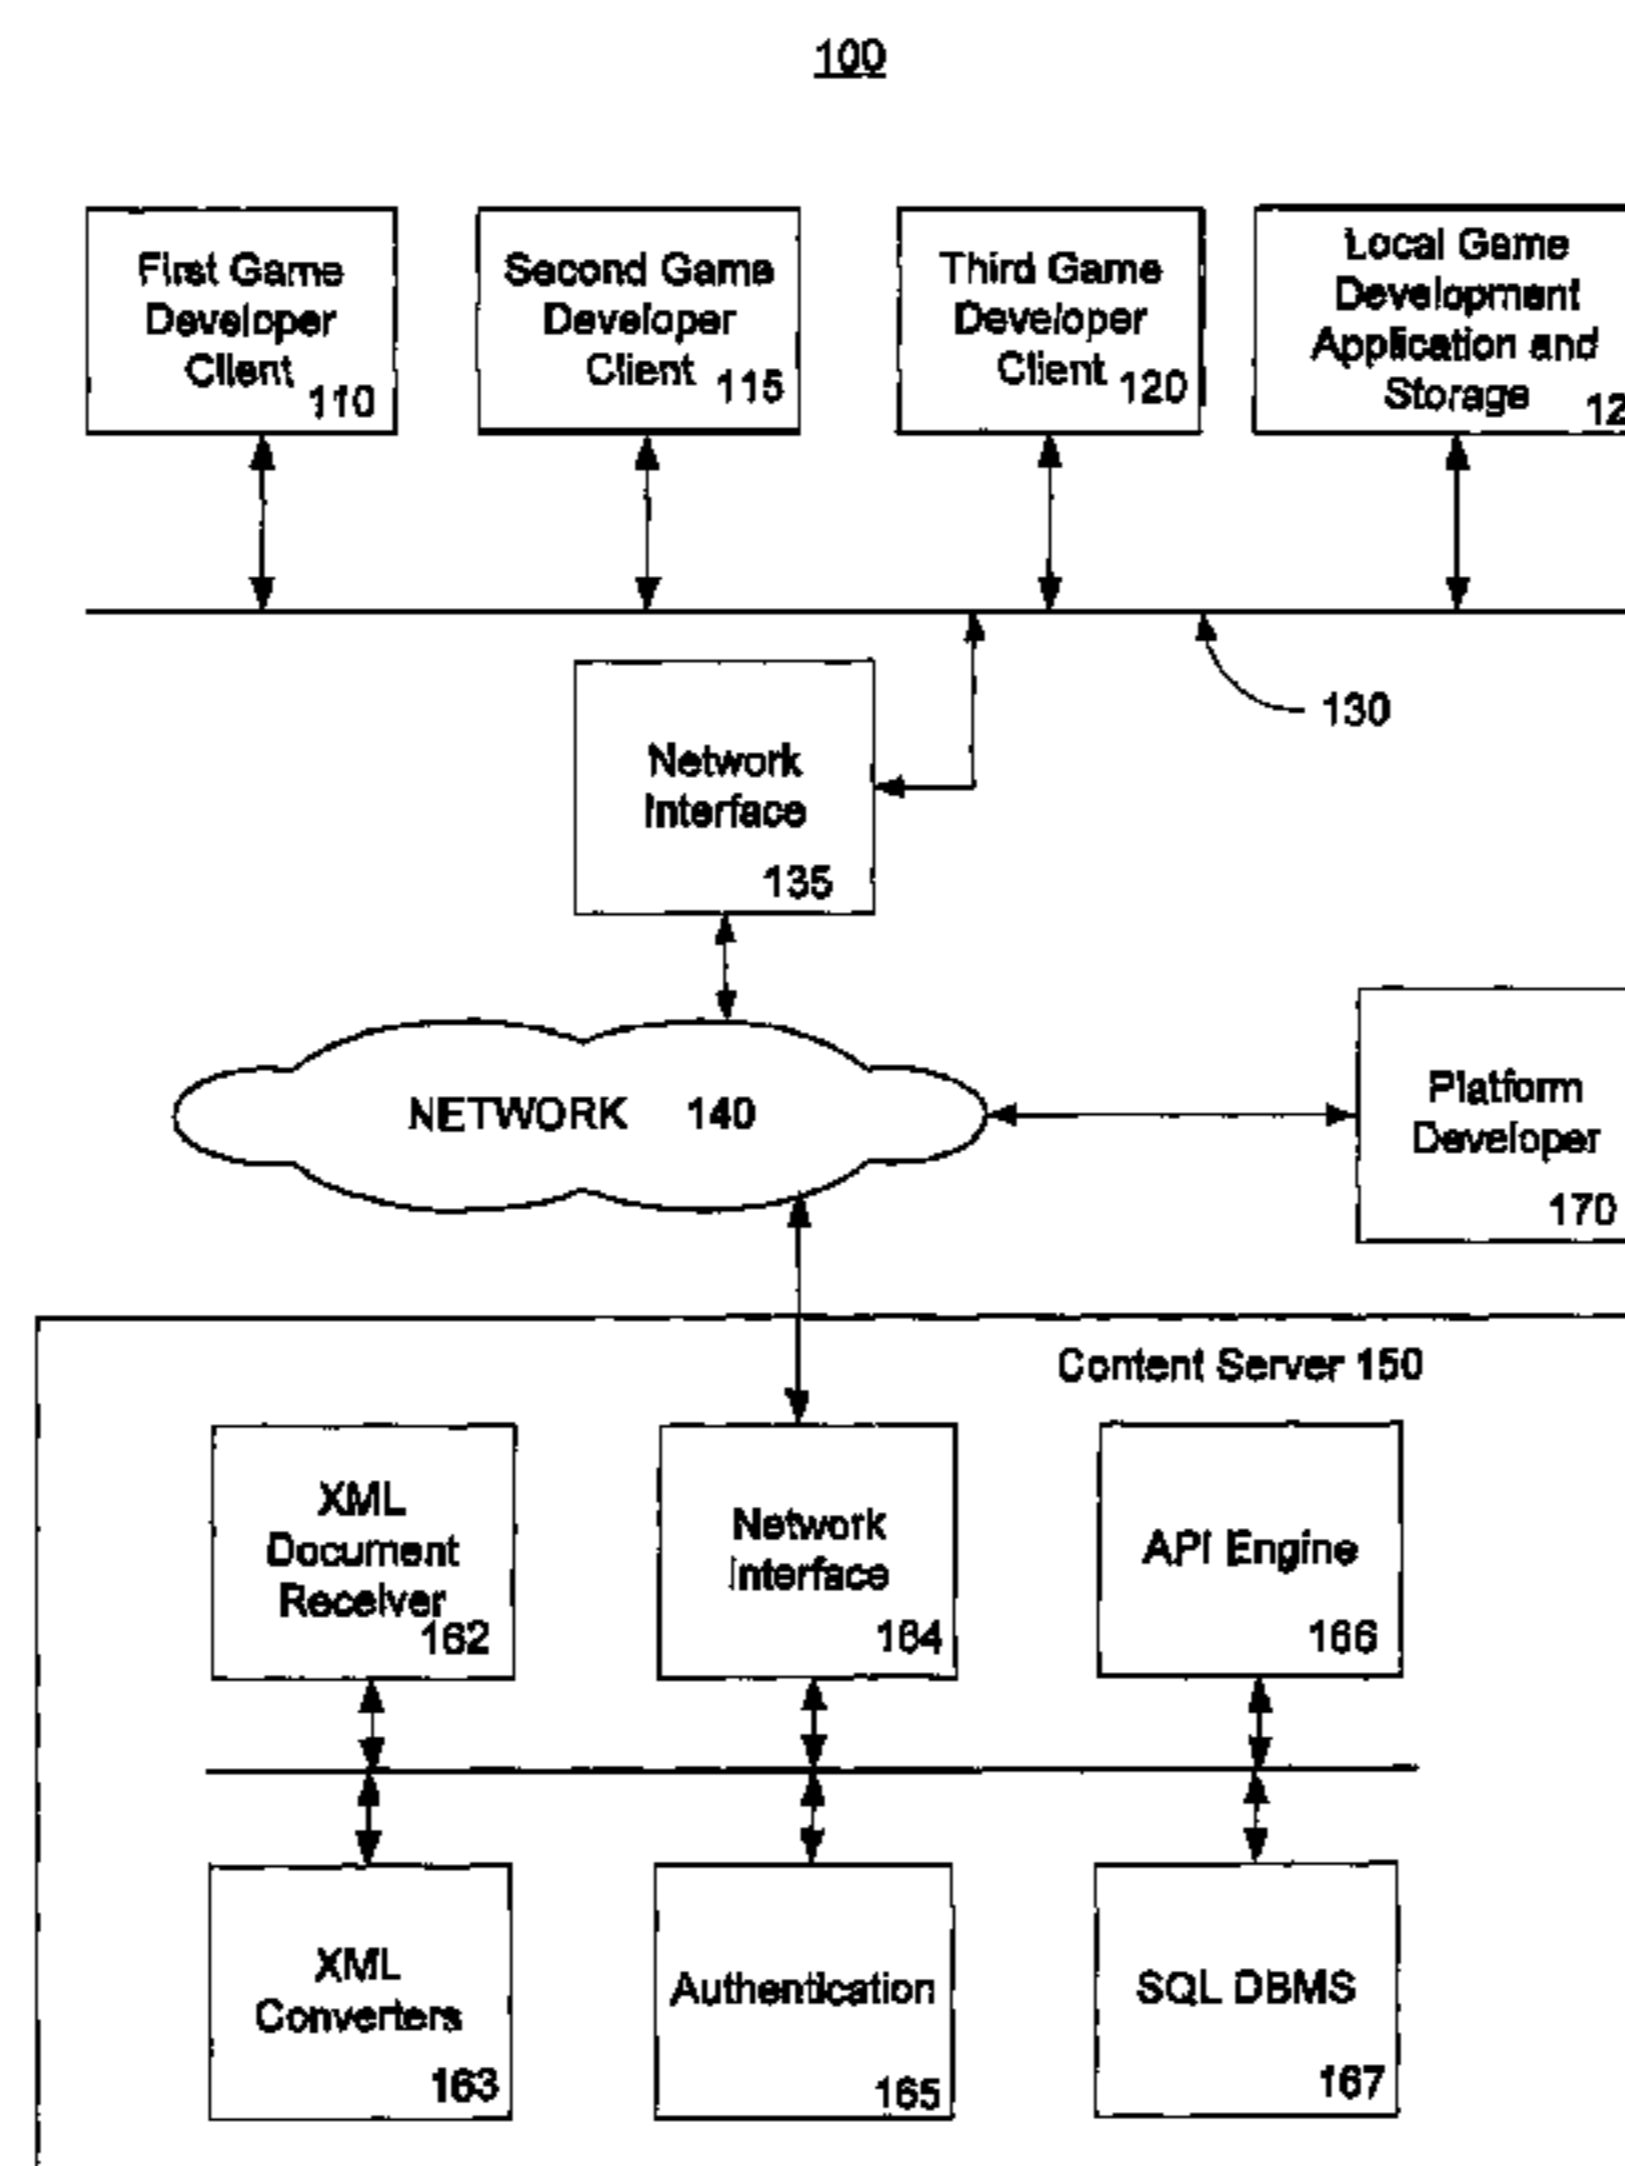 100
First Game
Developer
Client
110
Second Game
Developer
Client
115
Third Game
Developer
Client
120
Local Game
Development
Application and
Storage
12
130
Network
Interface
135
NETWORK 140
Platform
Developer
170
Content Server 150
XML
Document
Receiver
162
Network
Interface
164
API Engine
166
XML
Converters
163
Authentication
165
SQL DBMS
167